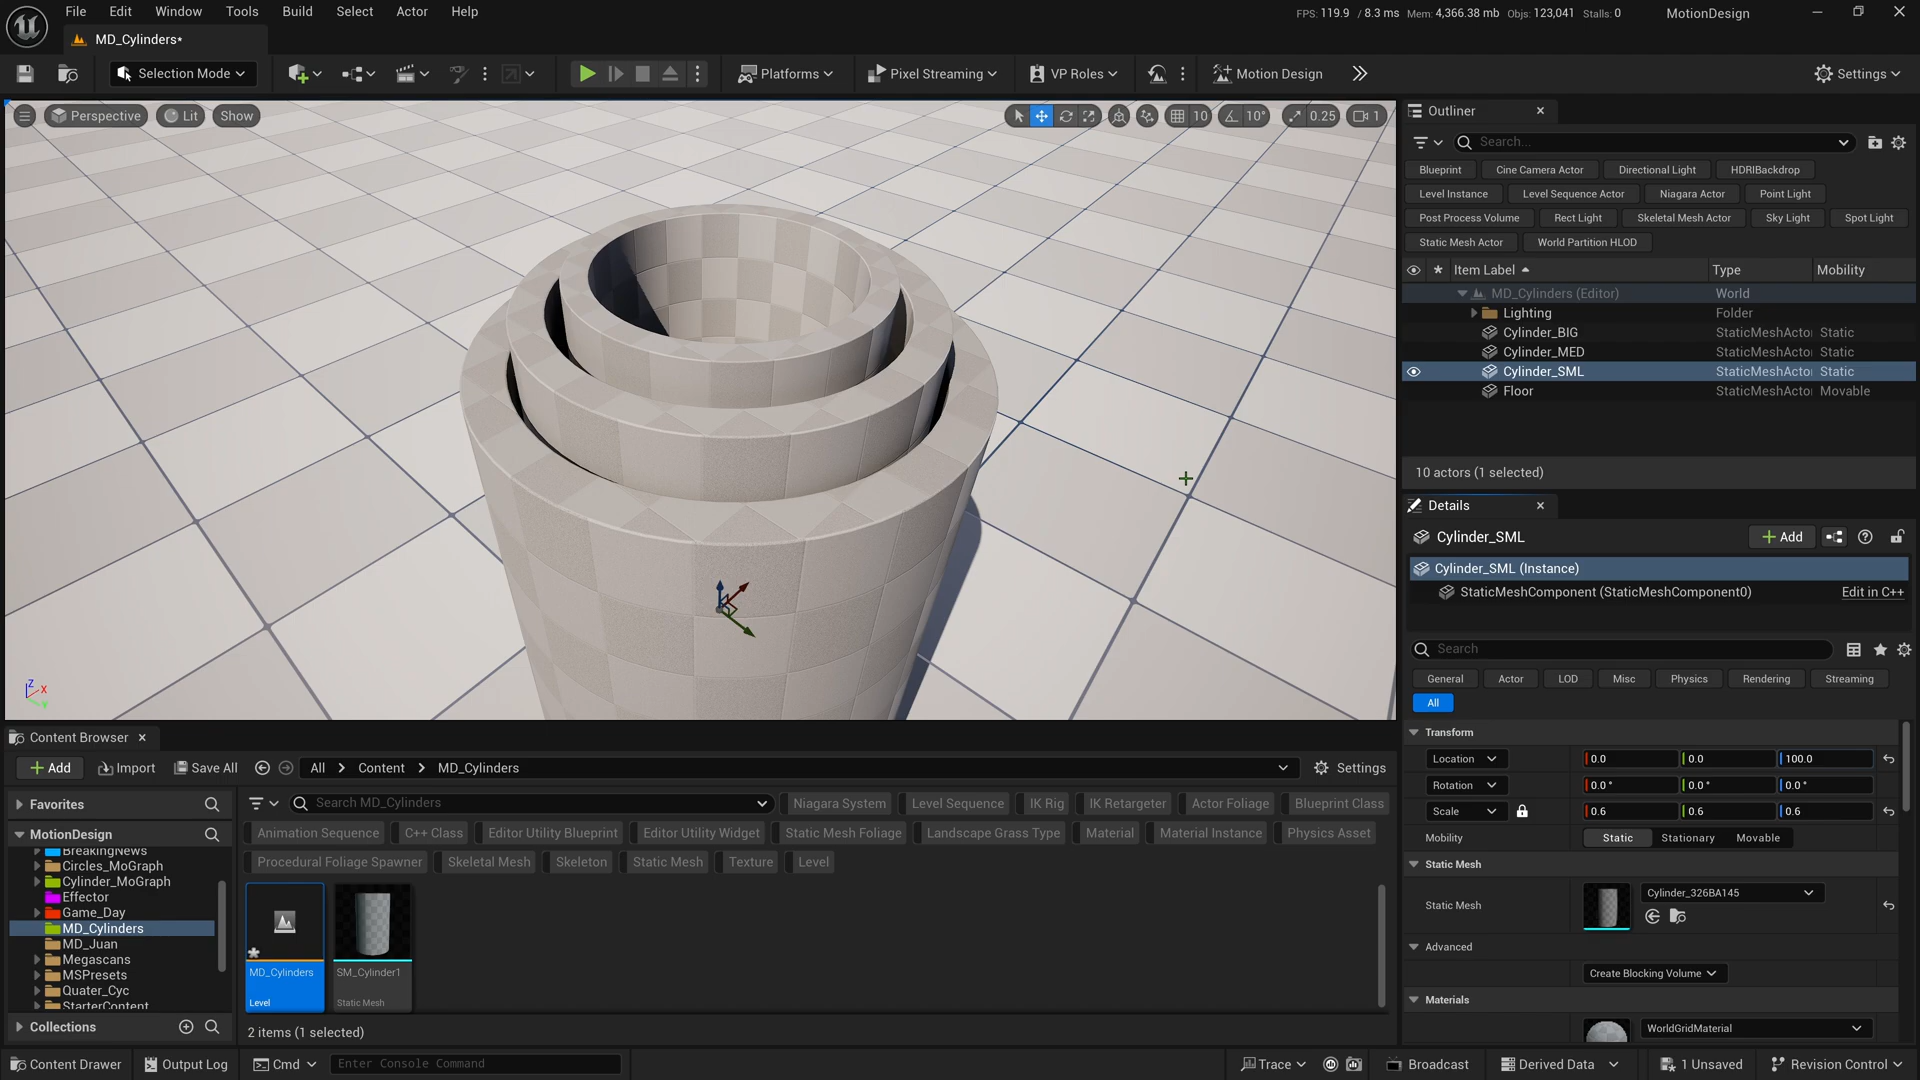 File Edit Window Tools Build Select Actor Help
FPS: 119.9 / 8.3 ms Mem: 4,366.38 mb Objs: 123,041 Stalls: 0 MotionDesign
MD_Cylinders*
Selection Mode Platforms Pixel Streaming VP Roles Motion Design Settings
Perspective Lit Show 10 10° 0.25 1
Outliner
Search...
Blueprint Cine Camera Actor Directional Light HDRIBackdrop
Level Instance Level Sequence Actor Niagara Actor Point Light
Post Process Volume Rect Light Skeletal Mesh Actor Sky Light Spot Light
Static Mesh Actor World Partition HLOD
Item Label Type Mobility
MD_Cylinders (Editor) World
Lighting Folder
Cylinder_BIG StaticMeshActo Static
Cylinder_MED StaticMeshActo Static
Cylinder_SML StaticMeshActo Static
Floor StaticMeshActo Movable
10 actors (1 selected)
Details
Cylinder_SML Add
Cylinder_SML (Instance)
StaticMeshComponent (StaticMeshComponent0) Edit in C++
Search
General Actor LOD Misc Physics Rendering Streaming
All
Transform
Location 0.0 0.0 100.0
Rotation 0.0° 0.0° 0.0°
Scale 0.6 0.6 0.6
Mobility Static Stationary Movable
Static Mesh
Static Mesh Cylinder_326BA145
Advanced
Create Blocking Volume
Materials
WorldGridMaterial
Z X Y
Content Browser
Add Import Save All All Content MD_Cylinders Settings
Favorites
MotionDesign
BreakingNews
Circles_MoGraph
Cylinder_MoGraph
Effector
Game_Day
MD_Cylinders
MD_Juan
Megascans
MSPresets
Quater_Cyc
StarterContent
Collections
Search MD_Cylinders Niagara System Level Sequence IK Rig IK Retargeter Actor Foliage Blueprint Class
Animation Sequence C++ Class Editor Utility Blueprint Editor Utility Widget Static Mesh Foliage Landscape Grass Type Material Material Instance Physics Asset
Procedural Foliage Spawner Skeletal Mesh Skeleton Static Mesh Texture Level
MD_Cylinders SM_Cylinder1
Level Static Mesh
2 items (1 selected)
Content Drawer Output Log Cmd Enter Console Command Trace Broadcast Derived Data 1 Unsaved Revision Control